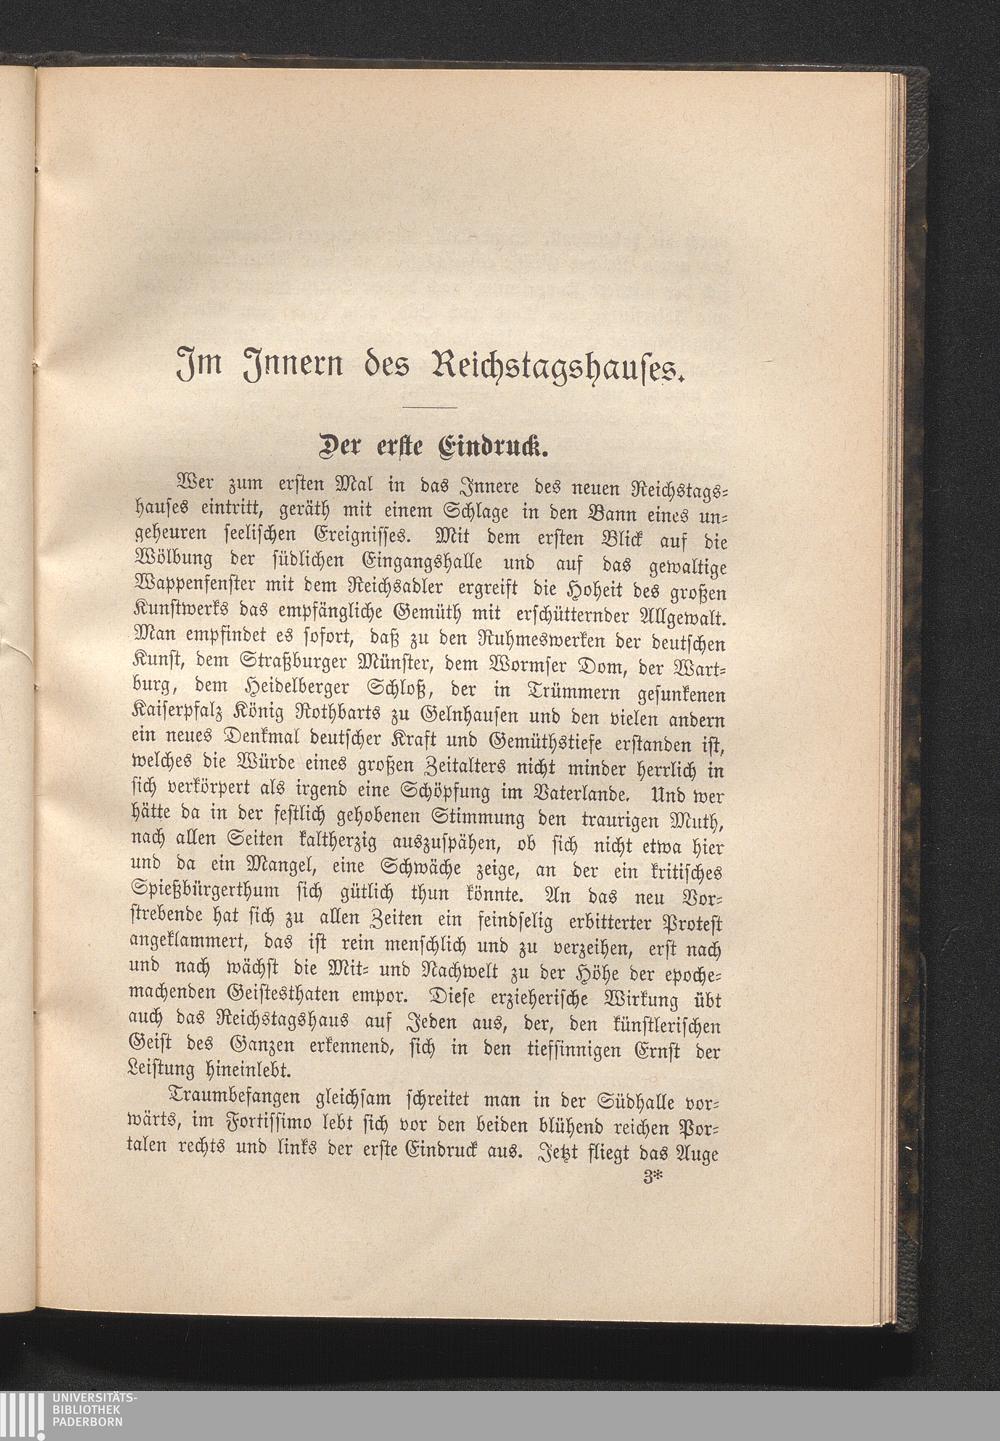 Im Innern des Reichstagshauses.
Der erste Eindruck.
Wer zum ersten Mal in das Innere des neuen Reichstags-
hauses eintritt, geräth mit einem Schlage in den Bann eines un-
geheuren seelischen Ereignisses. Mit dem ersten Blick auf die
Wölbung der südlichen Eingangshalle und auf das gewaltige
Wappenfenster mit dem Reichsadler ergreift die Hoheit des großen
Kunstwerks das empfängliche Gemüth mit erschütternder Allgewalt.
Man empfindet es sofort, daß zu den Ruhmeswerken der deutschen
Kunst, dem Straßburger Münster, dem Wormser Dom, der Wart-
burg, dem Heidelberger Schloß, der in Trümmern gesunkenen
Kaiserpfalz König Rothbarts zu Gelnhausen und den vielen andern
ein neues Denkmal deutscher Kraft und Gemüthstiefe erstanden ist,
welches die Würde eines großen Zeitalters nicht minder herrlich in
sich verkörpert als irgend eine Schöpfung im Vaterlande. Und wer
hätte da in der festlich gehobenen Stimmung den traurigen Muth,
nach allen Seiten kaltherzig auszuspähen, ob sich nicht etwa hier
und da ein Mangel, eine Schwäche zeige, an der ein kritisches
Spießbürgerthum sich gütlich thun könnte. An das neu Vor-
strebende hat sich zu allen Zeiten ein feindselig erbitterter Protest
angeklammert, das ist rein menschlich und zu verzeihen, erst nach
und nach wächst die Mit- und Nachwelt zu der Höhe der epoche-
machenden Geistesthaten empor. Diese erzieherische Wirkung übt
auch das Reichstagshaus auf Jeden aus, der, den künstlerischen
Geist des Ganzen erkennend, sich in den tiefsinnigen Ernst der
Leistung hineinlebt.
Traumbefangen gleichsam schreitet man in der Südhalle vor-
wärts, im Fortissimo lebt sich vor den beiden blühend reichen Por-
talen rechts und links der erste Eindruck aus. Jetzt fliegt das Auge
3*
UNIVERSITÄTS-
BIBLIOTHEK
PADERBORN